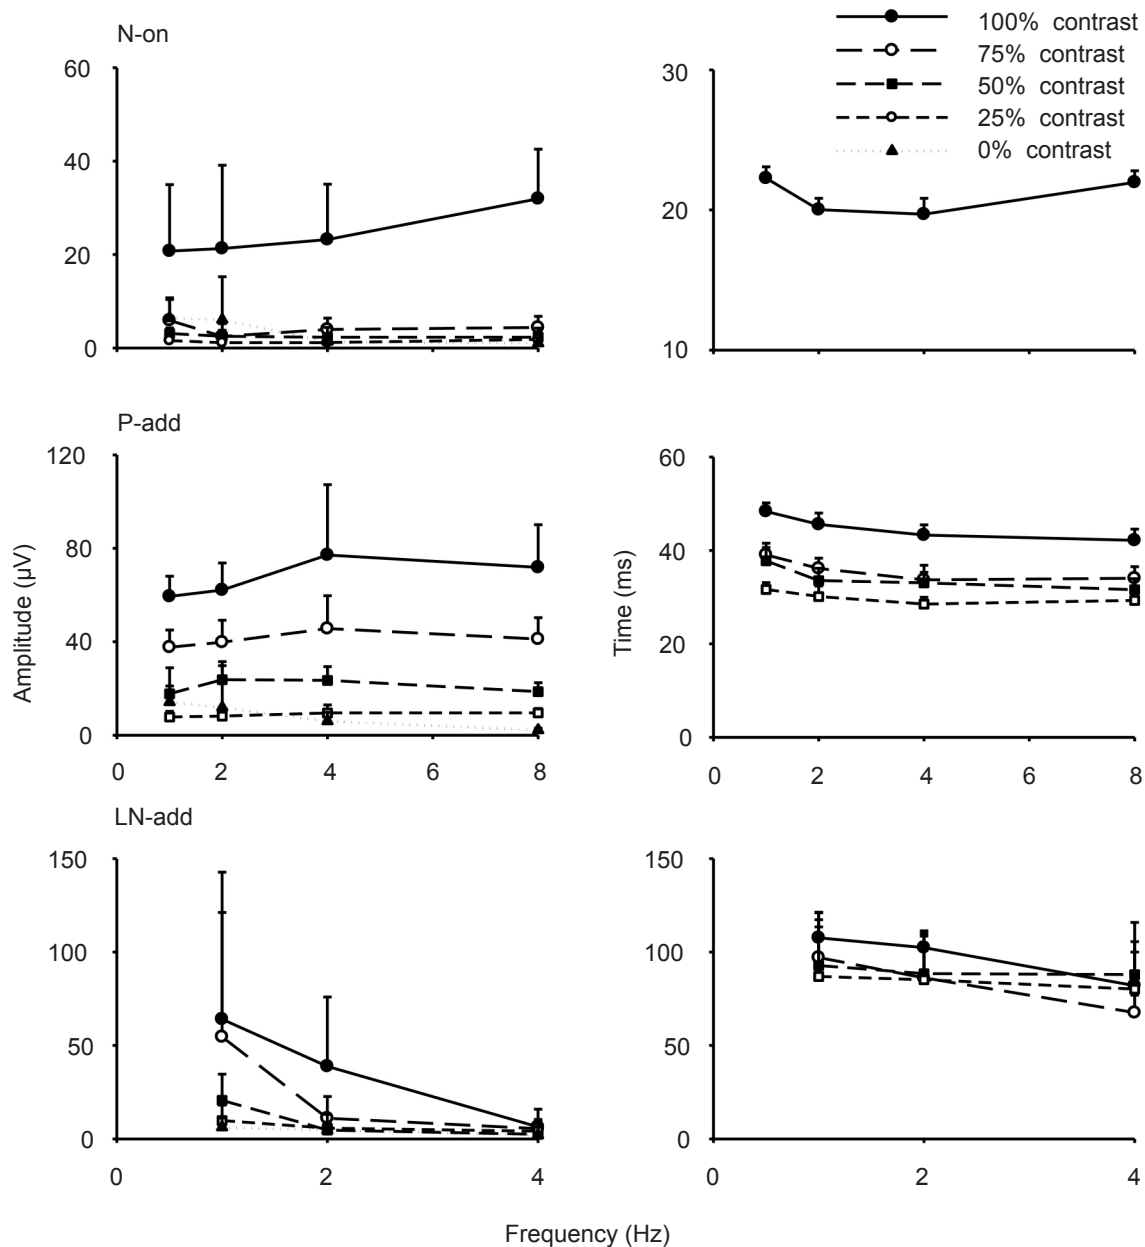 N-on
100% contrast
75% contrast
50% contrast
25% contrast
0% contrast
60
40
20
0
30
20
10
P-add
Amplitude (μV)
120
80
40
0
0 2 4 6 8
Time (ms)
60
40
20
0
0 2 4 6 8
LN-add
150
100
50
0
0 2 4
150
100
50
0
0 2 4
Frequency (Hz)